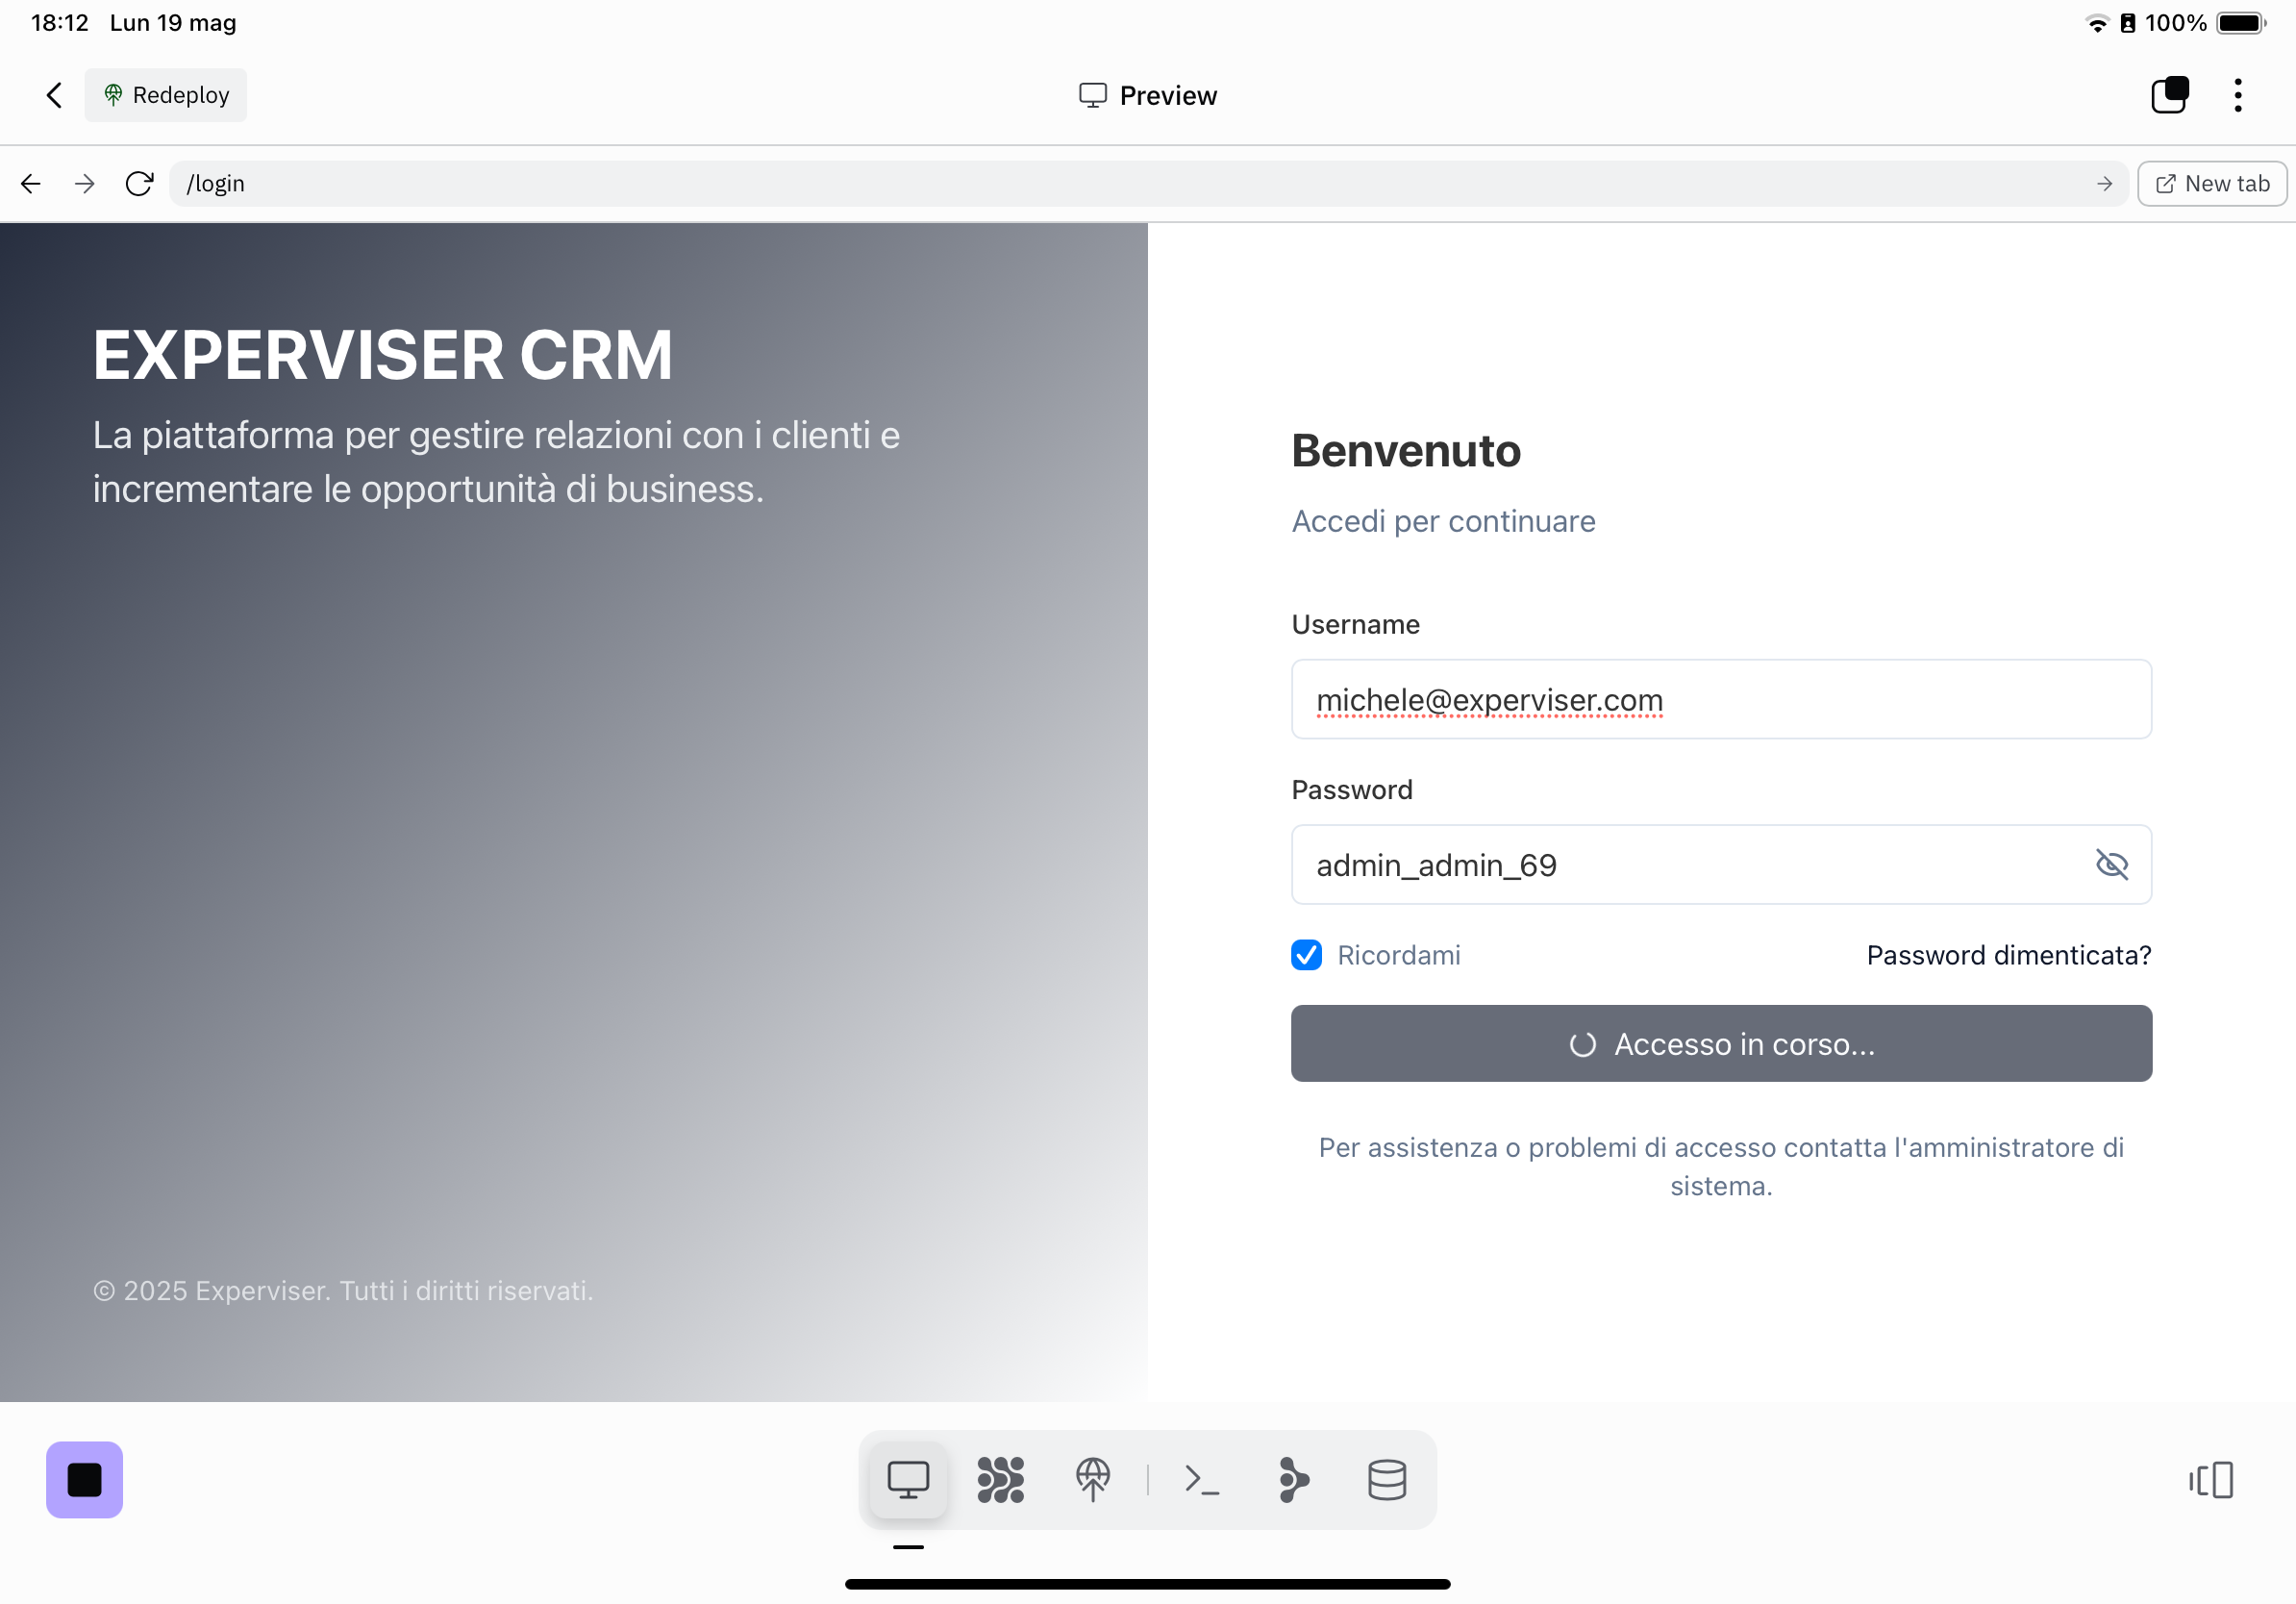 18:12 Lun 19 mag
100%
Redeploy
Preview
/login
New tab
EXPERVISER CRM
La piattaforma per gestire relazioni con i clienti e
incrementare le opportunità di business.
© 2025 Experviser. Tutti i diritti riservati.
Benvenuto
Accedi per continuare
Username
michele@experviser.com
Password
admin_admin_69
Ricordami
Password dimenticata?
Accesso in corso...
Per assistenza o problemi di accesso contatta l'amministratore di
sistema.